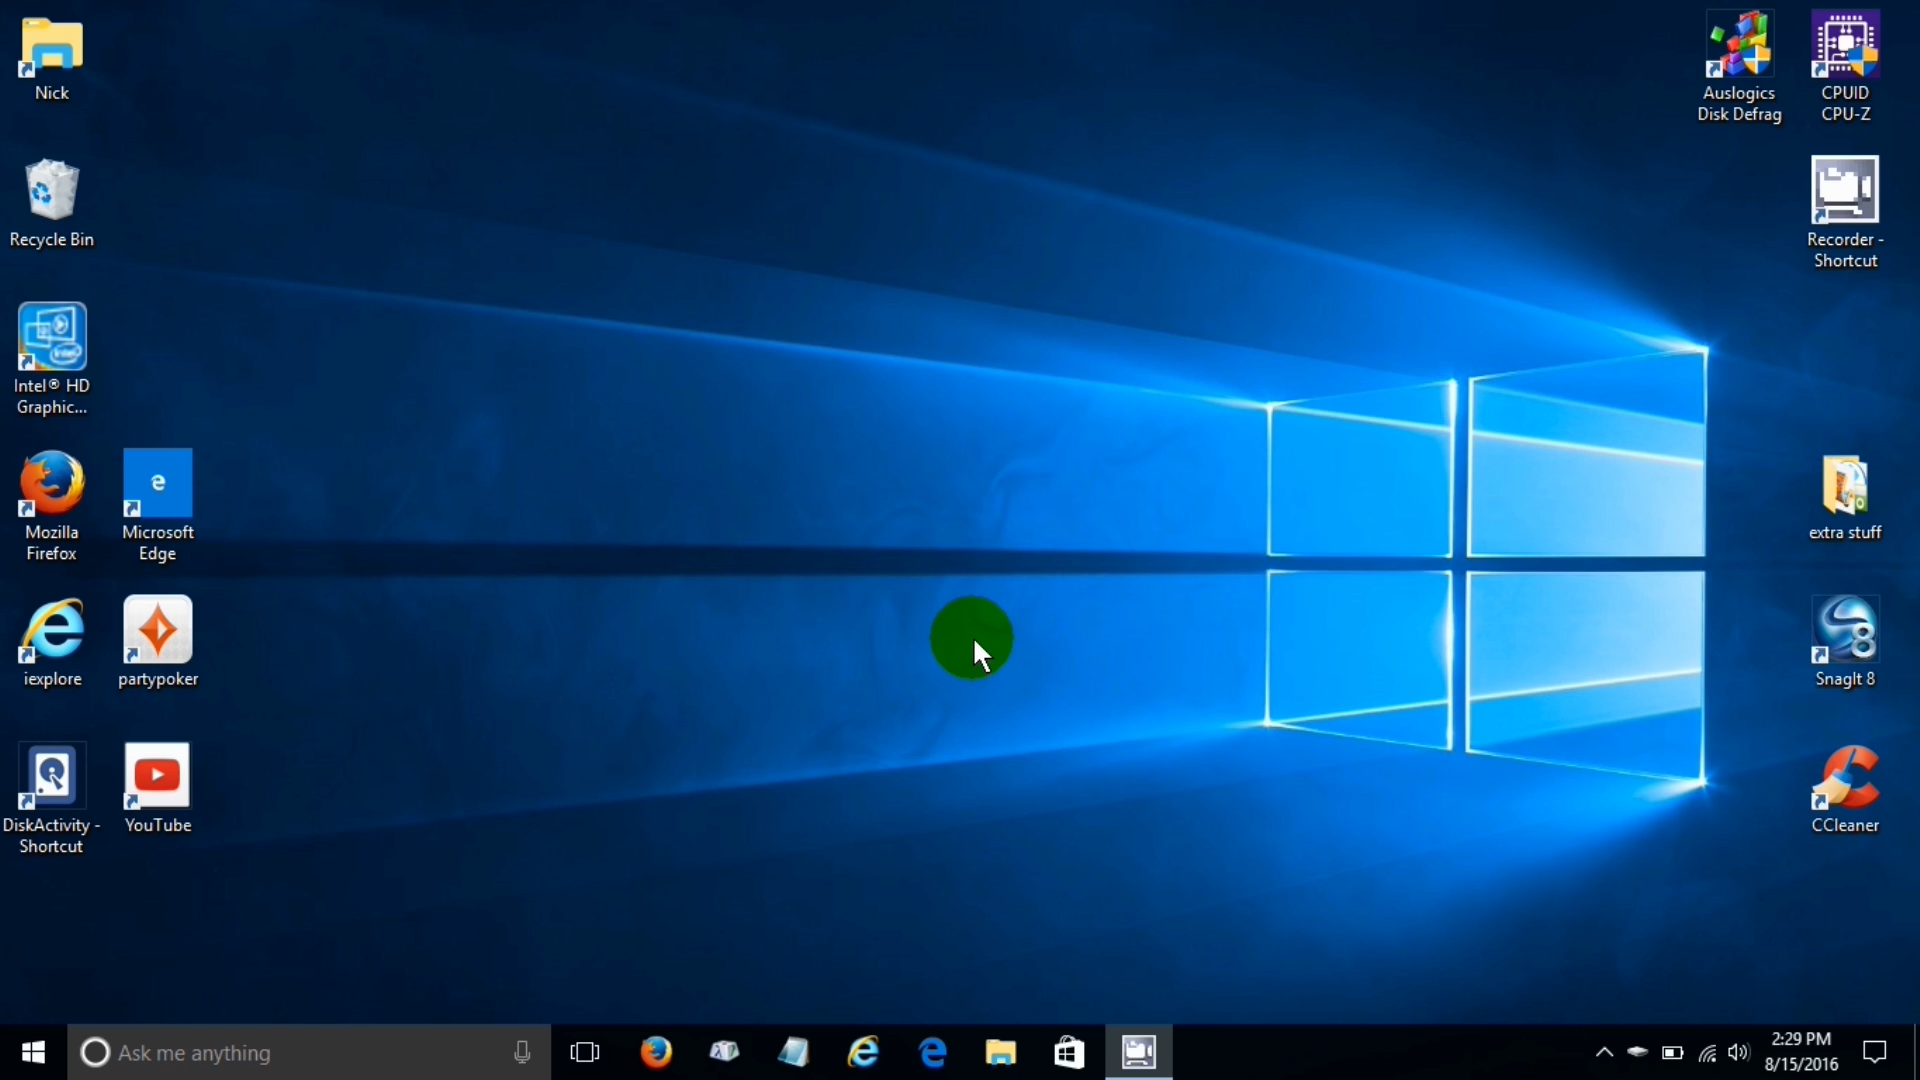 Nick
Recycle Bin
Intel® HD
Graphic...
Mozilla
Firefox
Microsoft
Edge
iexplore
partypoker
DiskActivity -
Shortcut
YouTube
Auslogics
Disk Defrag
CPUID
CPU-Z
Recorder -
Shortcut
extra stuff
SnagIt 8
CCleaner
Ask me anything
2:29 PM
8/15/2016